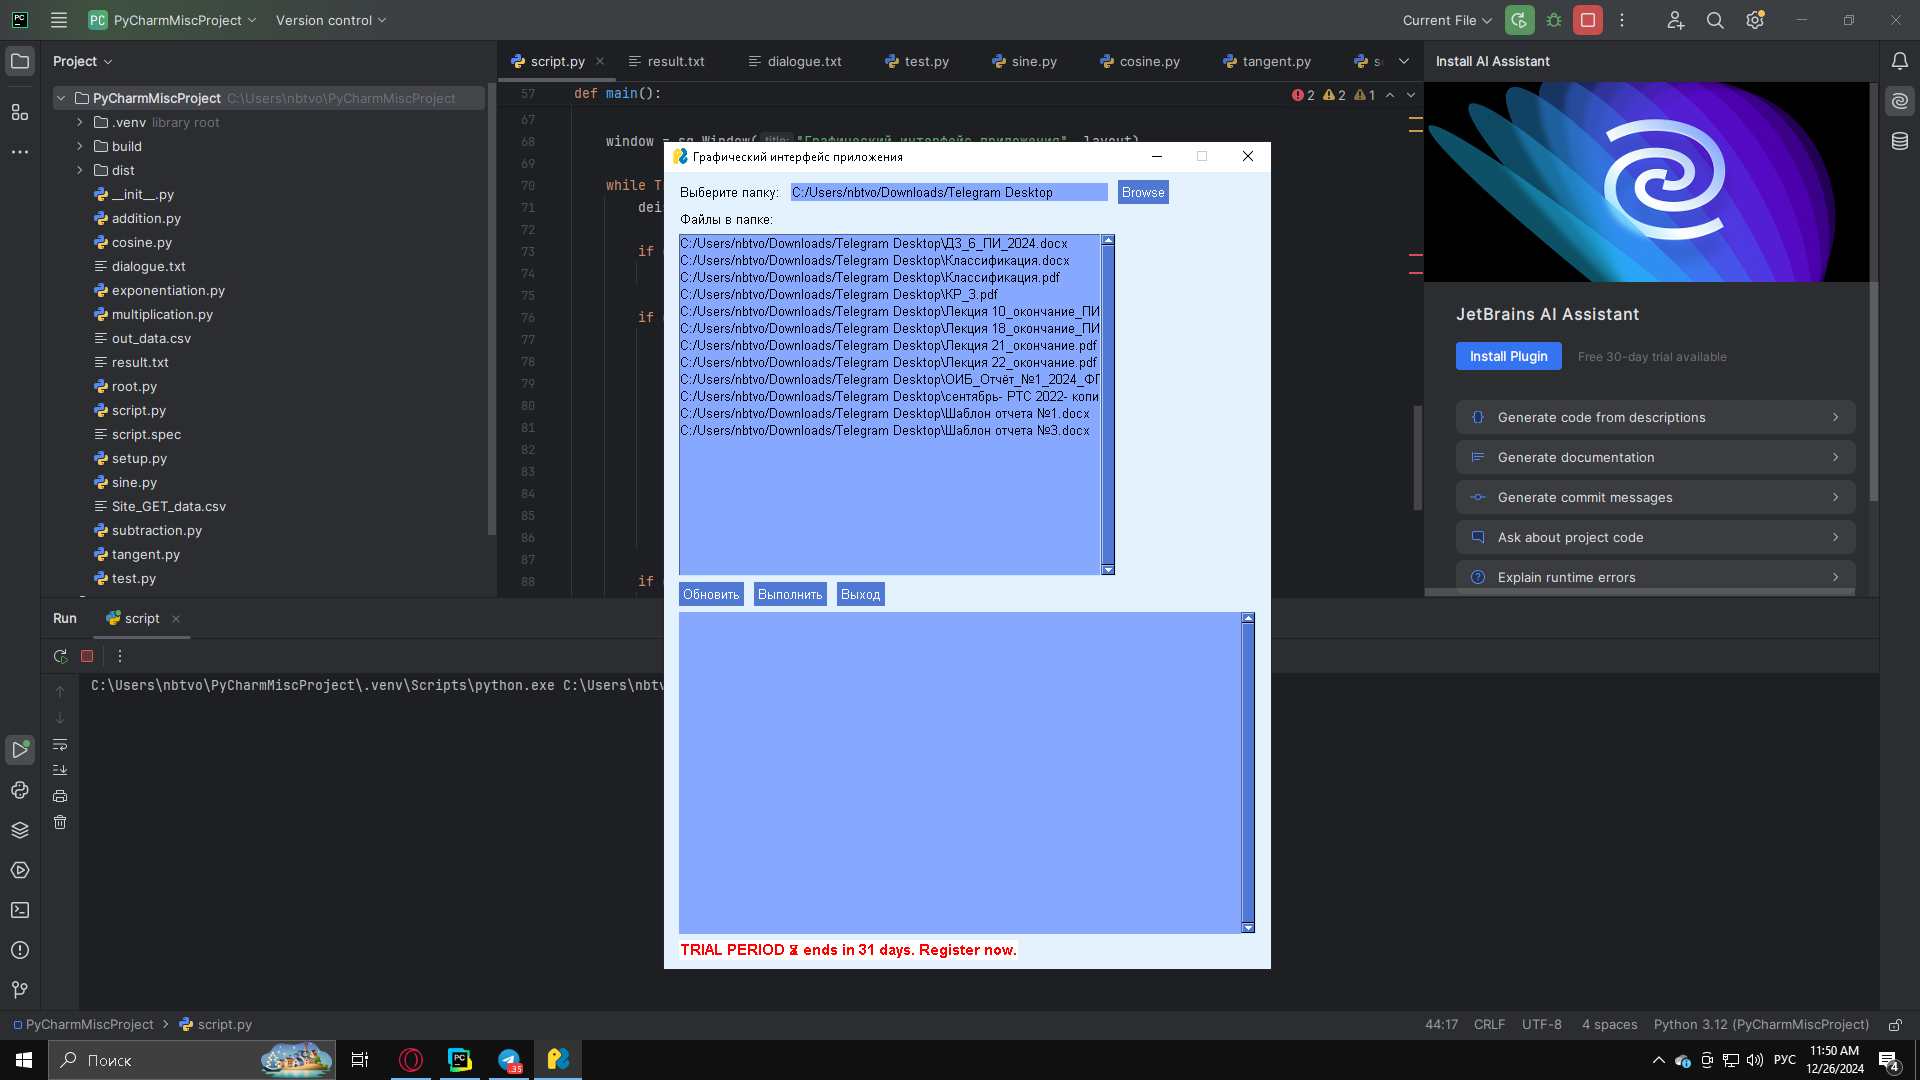 PC
PC
PyCharmMiscProject
Version control
Current File
Project
script.py
result.txt
dialogue.txt
test.py
sine.py
cosine.py
tangent.py
Install AI Assistant
PyCharmMiscProject C:\Users\nbtvo\PyCharmMiscProject
.venv library root
build
dist
__init__.py
addition.py
cosine.py
dialogue.txt
exponentiation.py
multiplication.py
out_data.csv
result.txt
root.py
script.py
script.spec
setup.py
sine.py
Site_GET_data.csv
subtraction.py
tangent.py
test.py
57 def main():
2 2 1
67
68 window = sg.Window( title: "Графический интерфейс приложения", layout)
69
70 while T
71
72
73 if
74
75
76 if
77
78
79
80
81
82
83
84
85
86
87
88 if
Графический интерфейс приложения
Выберите папку: C:/Users/nbtvo/Downloads/Telegram Desktop Browse
Файлы в папке:
C:/Users/nbtvo/Downloads/Telegram Desktop\ДЗ_6_ПИ_2024.docx
C:/Users/nbtvo/Downloads/Telegram Desktop\Классификация.docx
C:/Users/nbtvo/Downloads/Telegram Desktop\Классификация.pdf
C:/Users/nbtvo/Downloads/Telegram Desktop\КР_3.pdf
C:/Users/nbtvo/Downloads/Telegram Desktop\Лекция 10_окончание_ПИ
C:/Users/nbtvo/Downloads/Telegram Desktop\Лекция 18_окончание_ПИ
C:/Users/nbtvo/Downloads/Telegram Desktop\Лекция 21_окончание.pdf
C:/Users/nbtvo/Downloads/Telegram Desktop\Лекция 22_окончание.pdf
C:/Users/nbtvo/Downloads/Telegram Desktop\ОИБ_Отчёт_№1_2024_ФГ
C:/Users/nbtvo/Downloads/Telegram Desktop\сентябрь- РТС 2022- копи
C:/Users/nbtvo/Downloads/Telegram Desktop\Шаблон отчета №1.docx
C:/Users/nbtvo/Downloads/Telegram Desktop\Шаблон отчета №3.docx
Обновить Выполнить Выход
TRIAL PERIOD ⌛ ends in 31 days. Register now.
JetBrains AI Assistant
Install Plugin Free 30-day trial available
Generate code from descriptions
Generate documentation
Generate commit messages
Ask about project code
Explain runtime errors
Run script
C:\Users\nbtvo\PyCharmMiscProject\.venv\Scripts\python.exe C:\Users\nbtv
PyCharmMiscProject > script.py
44:17 CRLF UTF-8 4 spaces Python 3.12 (PyCharmMiscProject)
Поиск
PC
35
РУС
11:50 AM
12/26/2024
4